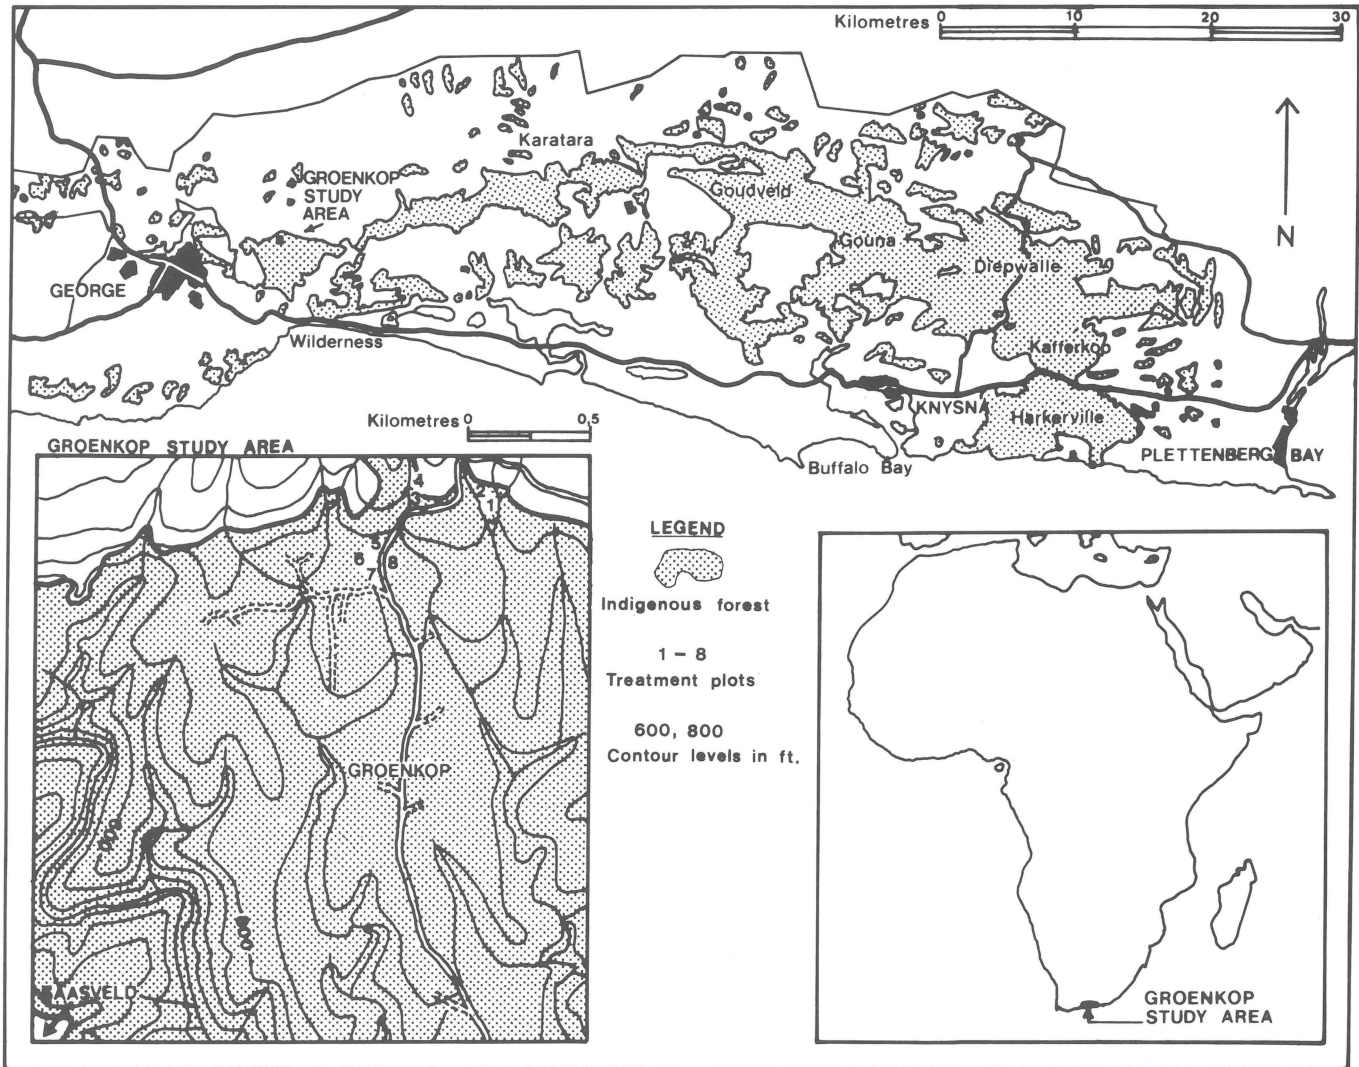 Kilometres 0 10 20 30
Karatara
GROENKOP
STUDY
AREA
Goudveld
Gouna
N
Diepwalle
GEORGE
Wilderness
Kafferkop
KNYSNA
Harkerville
Buffalo Bay
PLETTENBERG BAY
Kilometres 0 0,5
GROENKOP STUDY AREA
4
3
2
1
5
6
8
7
GROENKOP
600
800
LEGEND
Indigenous forest
1 – 8
Treatment plots
600, 800
Contour levels in ft.
GROENKOP
STUDY AREA